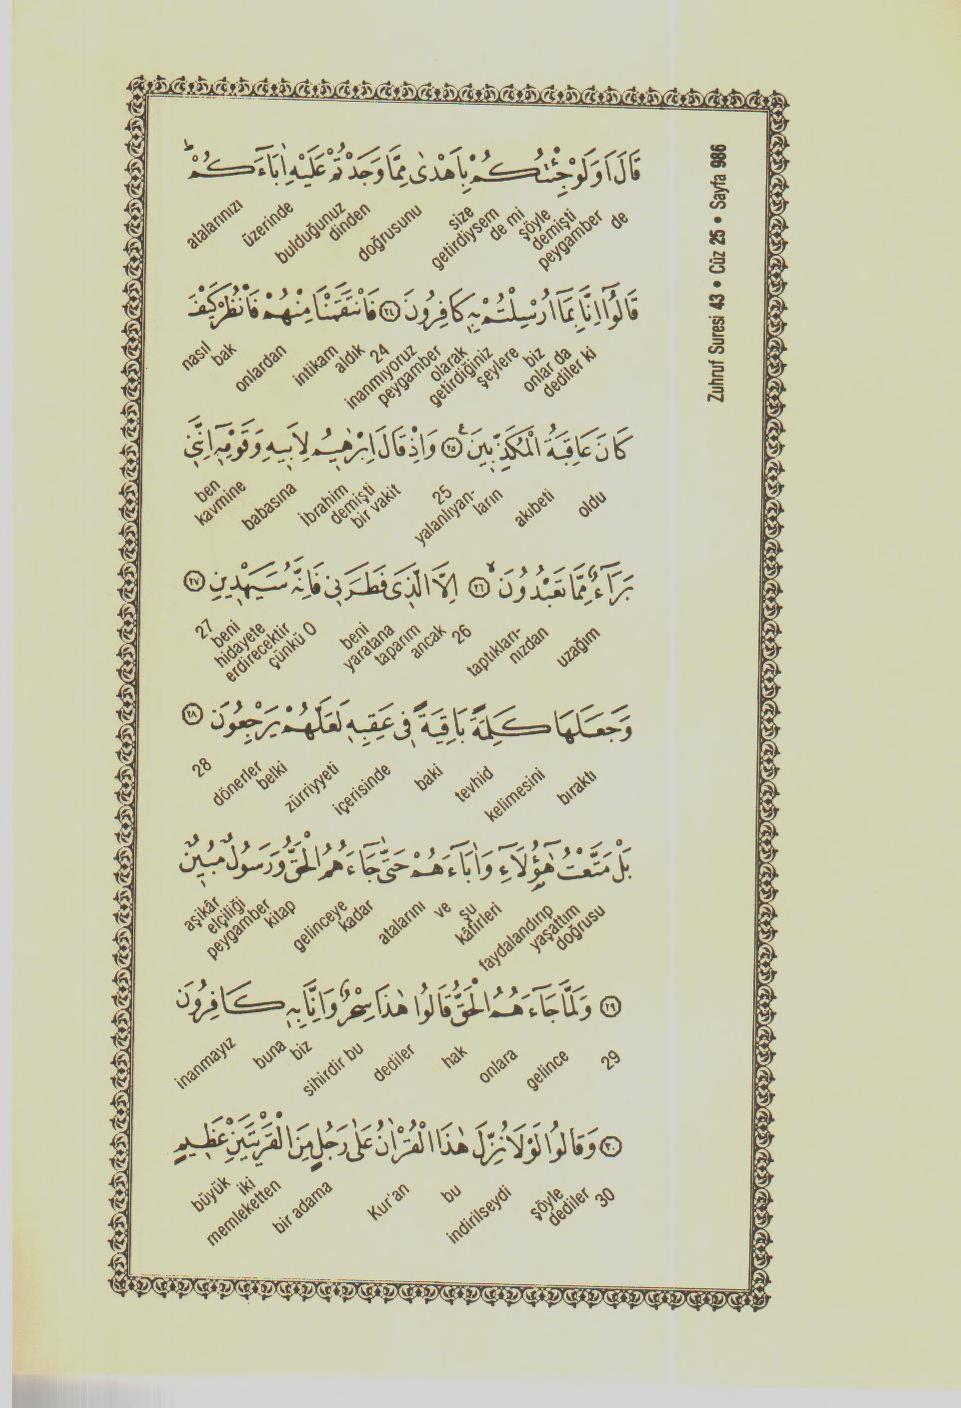 Zuhruf Suresi 43 • Cüz 25 • Sayfa 986
قَالَ اَوَلَوْ جِئْتُكُمْ بِاَهْدٰى مِمَّا وَجَدْتُمْ عَلَيْهِ اٰبَٓاءَكُمْۜ
de peygamber demişti şöyle de mi getirdiysem size doğrusunu dinden bulduğunuz üzerinde atalarınızı
قَالُٓوا اِنَّا بِمَٓا اُرْسِلْتُمْ بِه۪ كَافِرُونَ ﴿٢٤﴾ فَانْتَقَمْنَا مِنْهُمْ فَانْظُرْ كَيْفَ
dediler ki onlar da biz şeylere getirdiğiniz olarak peygamber inanmıyoruz 24 aldık intikam onlardan bak nasıl
كَانَ عَاقِبَةُ الْمُكَذِّب۪ينَ۟ ﴿٢٥﴾ وَاِذْ قَالَ اِبْرٰه۪يمُ لِاَب۪يهِ وَقَوْمِه۪ٓ اِنَّن۪ي
oldu akıbeti ların yalanlıyan- 25 bir vakit demişti İbrahim babasına kavmine ben
بَرَٓاءٌ مِمَّا تَعْبُدُونَۙ ﴿٢٦﴾ اِلَّا الَّذ۪ي فَطَرَن۪ي فَاِنَّهُ سَيَهْد۪ينِ ﴿٢٧﴾
uzağım nızdan taptıkları- 26 ancak taparım yaratana beni çünkü O erdirecektir hidayete beni 27
وَجَعَلَهَا كَلِمَةً بَاقِيَةً ف۪ي عَقِبِه۪ لَعَلَّهُمْ يَرْجِعُونَ ﴿٢٨﴾
bıraktı kelimesini tevhid baki içerisinde zürriyyeti belki dönerler 28
بَلْ مَتَّعْتُ هٰٓؤُ۬لَٓاءِ وَاٰبَٓاءَهُمْ حَتّٰى جَٓاءَهُمُ الْحَقُّ وَرَسُولٌ مُب۪ينٌ
doğrusu yaşattım faydalandırıp kâfirleri şu ve atalarını kadar gelinceye kitap peygamber elçiliği aşikâr
﴿٢٩﴾ وَلَمَّا جَٓاءَهُمُ الْحَقُّ قَالُوا هٰذَا سِحْرٌ وَاِنَّا بِه۪ كَافِرُونَ
29 gelince onlara hak dediler sihirdir bu biz buna inanmayız
﴿٣٠﴾ وَقَالُوا لَوْلَا نُزِّلَ هٰذَا الْقُرْاٰنُ عَلٰى رَجُلٍ مِنَ الْقَرْيَتَيْنِ عَظ۪يمٍ
30 dediler şöyle indirilseydi bu Kur'an bir adama memleketten iki büyük